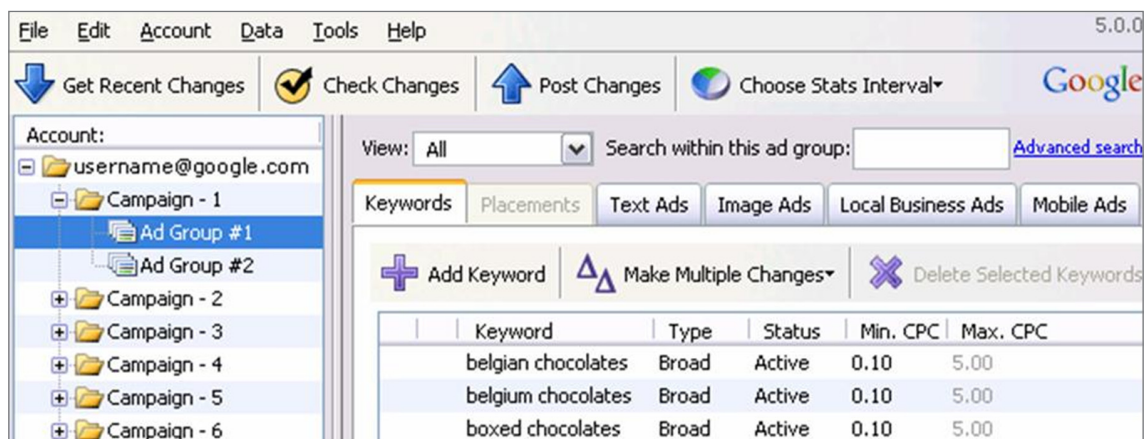 File Edit Account Data Tools Help 5.0.0
Get Recent Changes Check Changes Post Changes Choose Stats Interval Google
Account:
username@google.com
Campaign - 1
Ad Group #1
Ad Group #2
Campaign - 2
Campaign - 3
Campaign - 4
Campaign - 5
Campaign - 6
View: All Search within this ad group: Advanced search
Keywords Placements Text Ads Image Ads Local Business Ads Mobile Ads
Add Keyword Make Multiple Changes Delete Selected Keywords
Keyword Type Status Min. CPC Max. CPC
belgian chocolates Broad Active 0.10 5.00
belgium chocolates Broad Active 0.10 5.00
boxed chocolates Broad Active 0.10 5.00